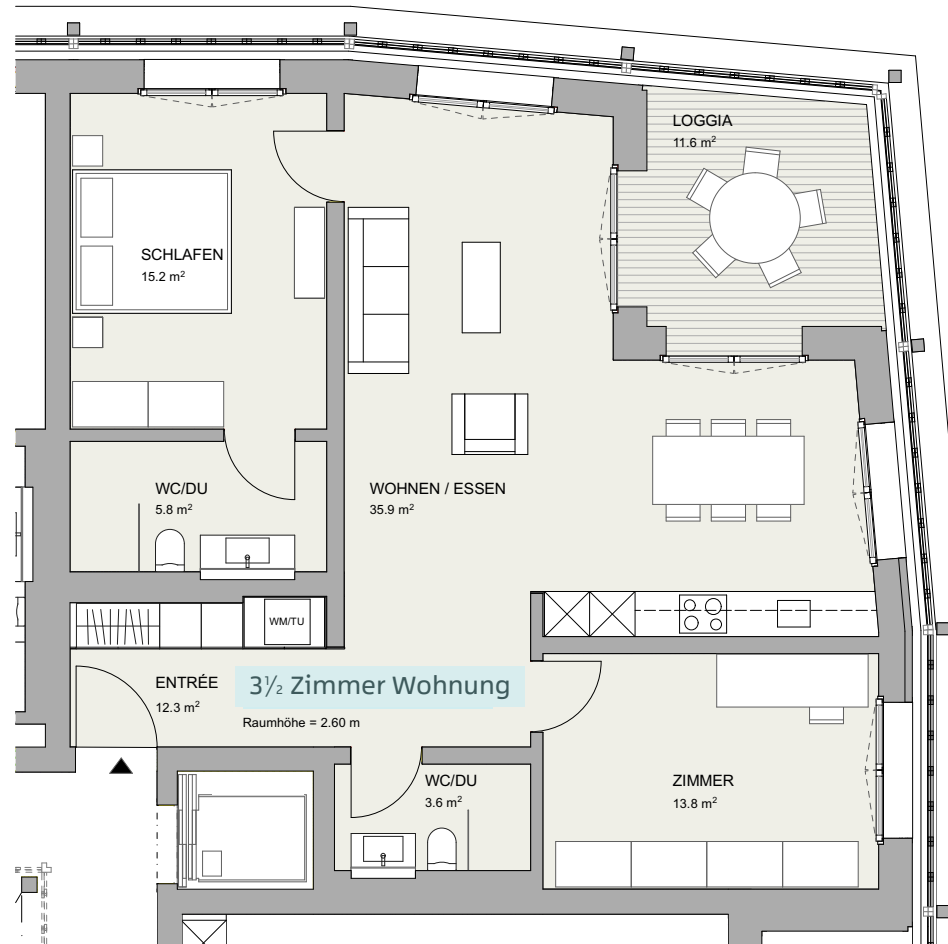 LOGGIA
11.6 m²
SCHLAFEN
15.2 m²
WC/DU
5.8 m²
WOHNEN / ESSEN
35.9 m²
WM/TU
ENTRÉE
12.3 m²
3½ Zimmer Wohnung
Raumhöhe = 2.60 m
WC/DU
3.6 m²
ZIMMER
13.8 m²